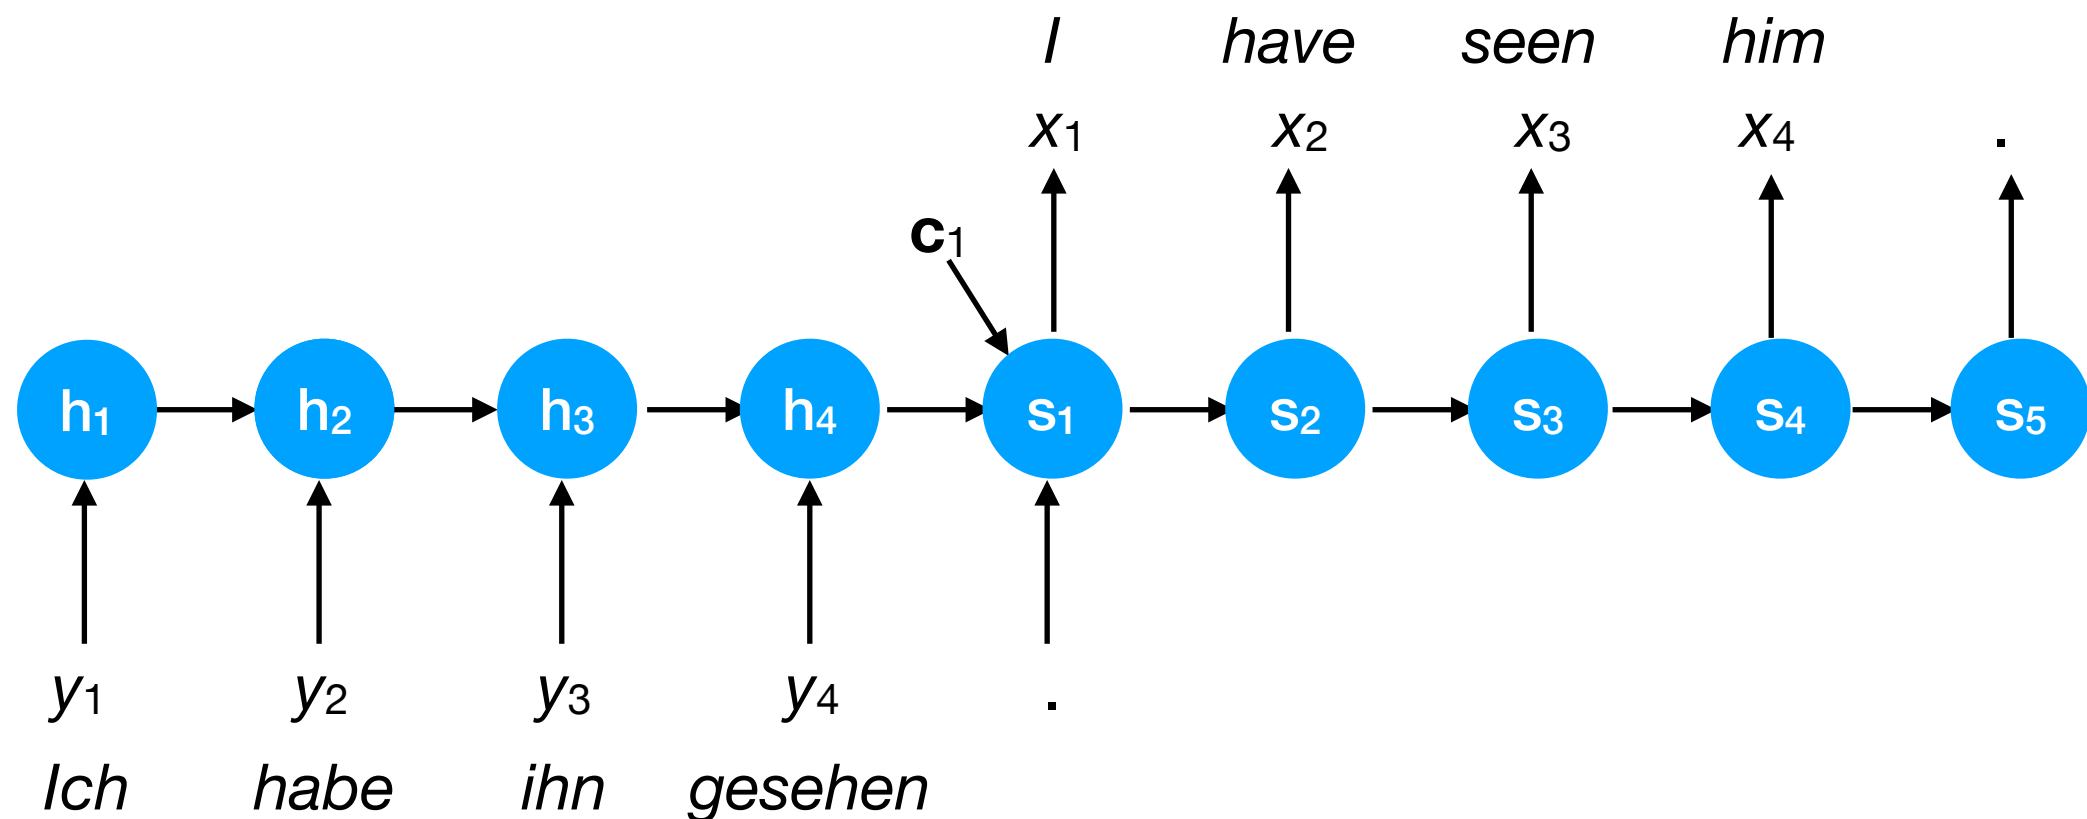 I have seen him
x₁ x₂ x₃ x₄ .
c₁
h₁ h₂ h₃ h₄ s₁ s₂ s₃ s₄ s₅
y₁ y₂ y₃ y₄ .
Ich habe ihn gesehen